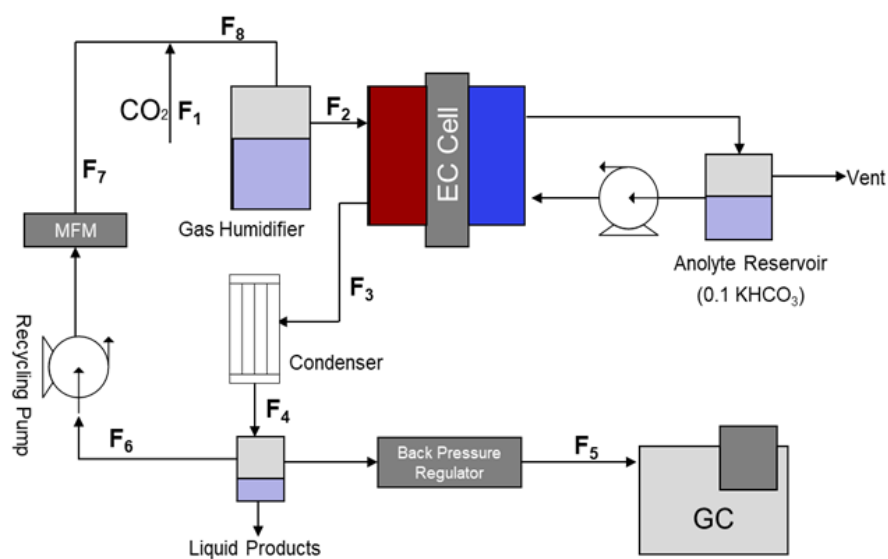 F₈
CO₂ F₁
F₂
EC Cell
F₇
Vent
MFM
Gas Humidifier
Anolyte Reservoir
(0.1 KHCO₃)
F₃
Recycling Pump
Condenser
F₄
F₆
Back Pressure
Regulator
F₅
GC
Liquid Products